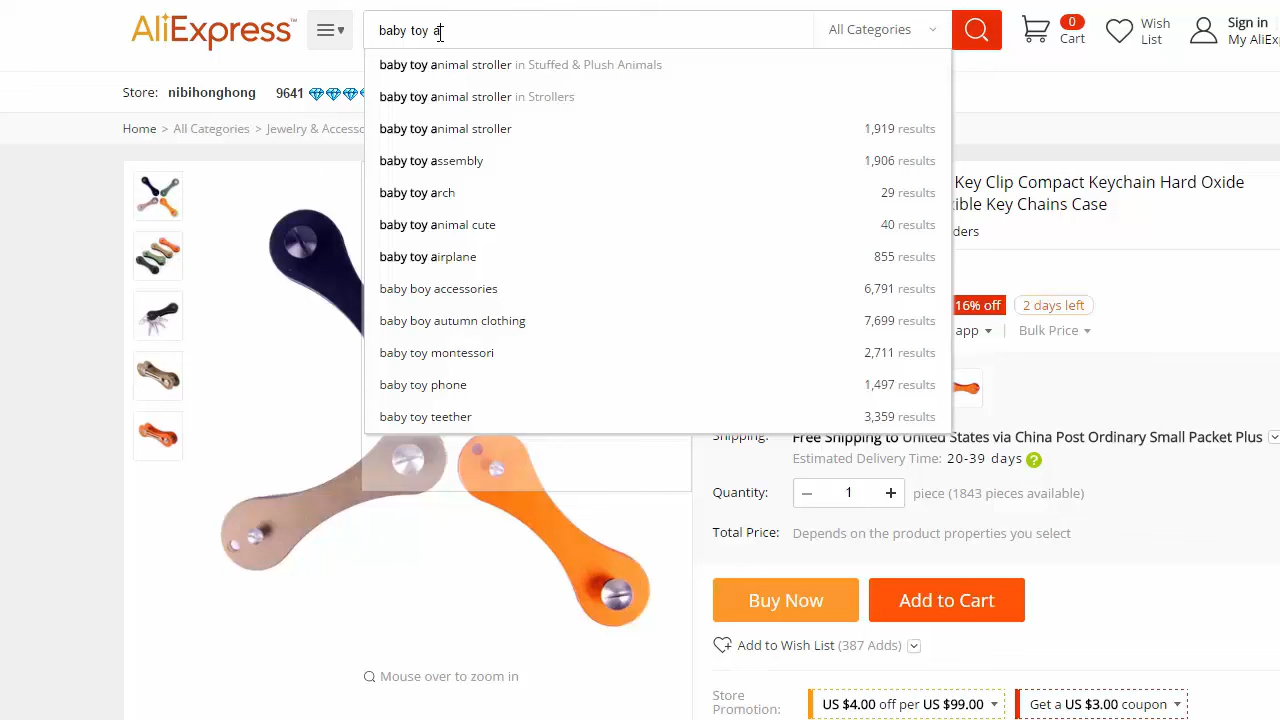 AliExpress™
baby toy a
All Categories
0
Cart
Wish
List
Sign in
My AliEx
Store: nibihonghong 9641
Home > All Categories > Jewelry & Accesso
baby toy animal stroller in Stuffed & Plush Animals
baby toy animal stroller in Strollers
baby toy animal stroller 1,919 results
baby toy assembly 1,906 results
baby toy arch 29 results
baby toy animal cute 40 results
baby toy airplane 855 results
baby boy accessories 6,791 results
baby boy autumn clothing 7,699 results
baby toy montessori 2,711 results
baby toy phone 1,497 results
baby toy teether 3,359 results
Key Clip Compact Keychain Hard Oxide
ible Key Chains Case
ders
16% off 2 days left
app | Bulk Price
Shipping: Free Shipping to United States via China Post Ordinary Small Packet Plus
Estimated Delivery Time: 20-39 days ?
Quantity: – 1 + piece (1843 pieces available)
Total Price: Depends on the product properties you select
Buy Now
Add to Cart
Add to Wish List (387 Adds)
Mouse over to zoom in
Store
Promotion:
US $4.00 off per US $99.00
Get a US $3.00 coupon